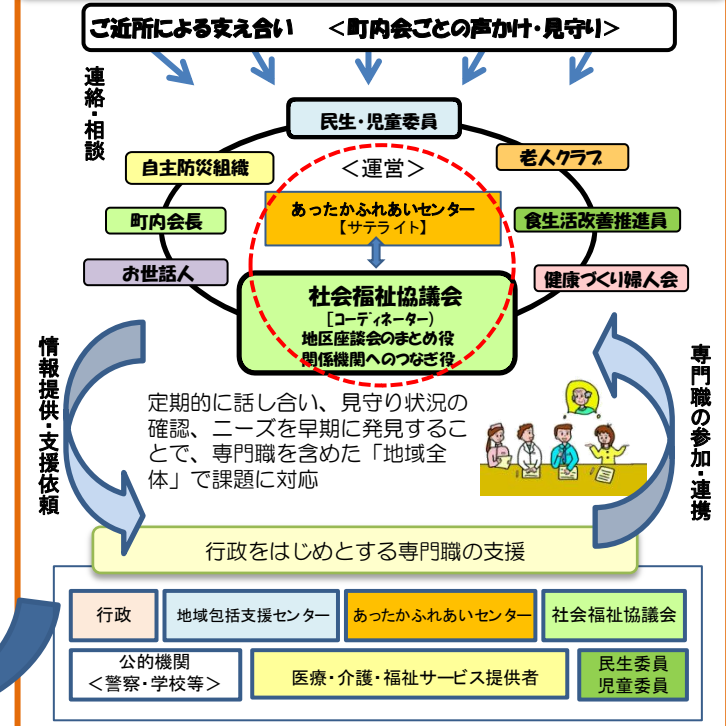 ご近所による支え合い　＜町内会ごとの声かけ・見守り＞
連絡・相談
民生・児童委員
自主防災組織
＜運営＞
老人クラブ
町内会長
あったかふれあいセンター
【サテライト】
食生活改善推進員
お世話人
健康づくり婦人会
社会福祉協議会
［コーディネーター）
地区座談会のまとめ役
関係機関へのつなぎ役
情報提供・支援依頼
専門職の参加・連携
定期的に話し合い、見守り状況の
確認、ニーズを早期に発見するこ
とで、専門職を含めた「地域全
体」で課題に対応
行政をはじめとする専門職の支援
行政
地域包括支援センター
あったかふれあいセンター
社会福祉協議会
公的機関
＜警察・学校等＞
医療・介護・福祉サービス提供者
民生委員
児童委員